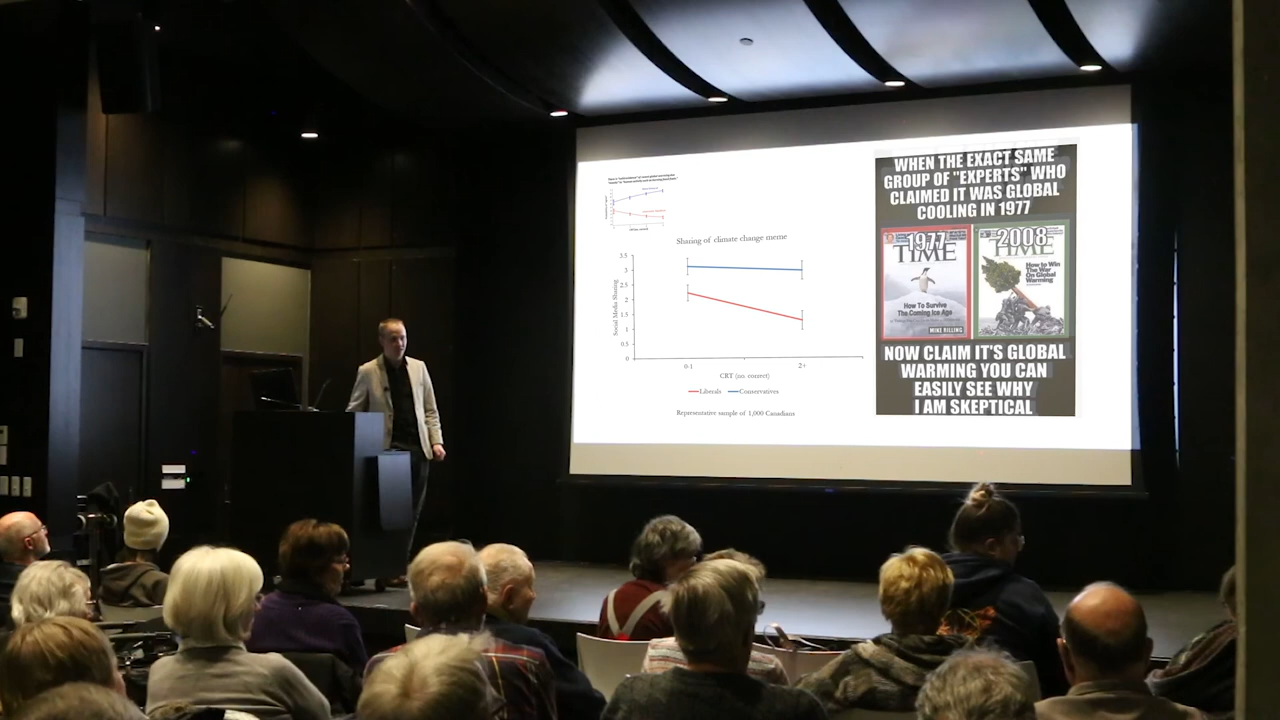 Sharing of climate change meme
Social Media Sharing
3.5
3
2.5
2
1.5
1
0.5
0
0-1
2+
CRT (no. correct)
Liberals
Conservatives
Representative sample of 1,000 Canadians
WHEN THE EXACT SAME
GROUP OF "EXPERTS" WHO
CLAIMED IT WAS GLOBAL
COOLING IN 1977
1977
TIME
How To Survive
The Coming Ice Age
MIKE RILLING
2008
TIME
How to Win
The War
On Global
Warming
NOW CLAIM IT'S GLOBAL
WARMING YOU CAN
EASILY SEE WHY
I AM SKEPTICAL